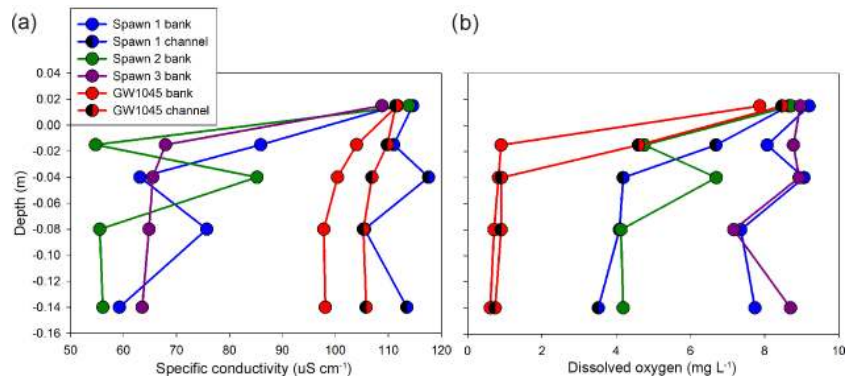 (a)
Spawn 1 bank
Spawn 1 channel
Spawn 2 bank
Spawn 3 bank
GW1045 bank
GW1045 channel
(b)
0.04
0.02
0.00
-0.02
-0.04
-0.06
-0.08
-0.10
-0.12
-0.14
-0.16
Depth (m)
50 60 70 80 90 100 110 120
Specific conductivity (uS cm⁻¹)
0 2 4 6 8 10
Dissolved oxygen (mg L⁻¹)